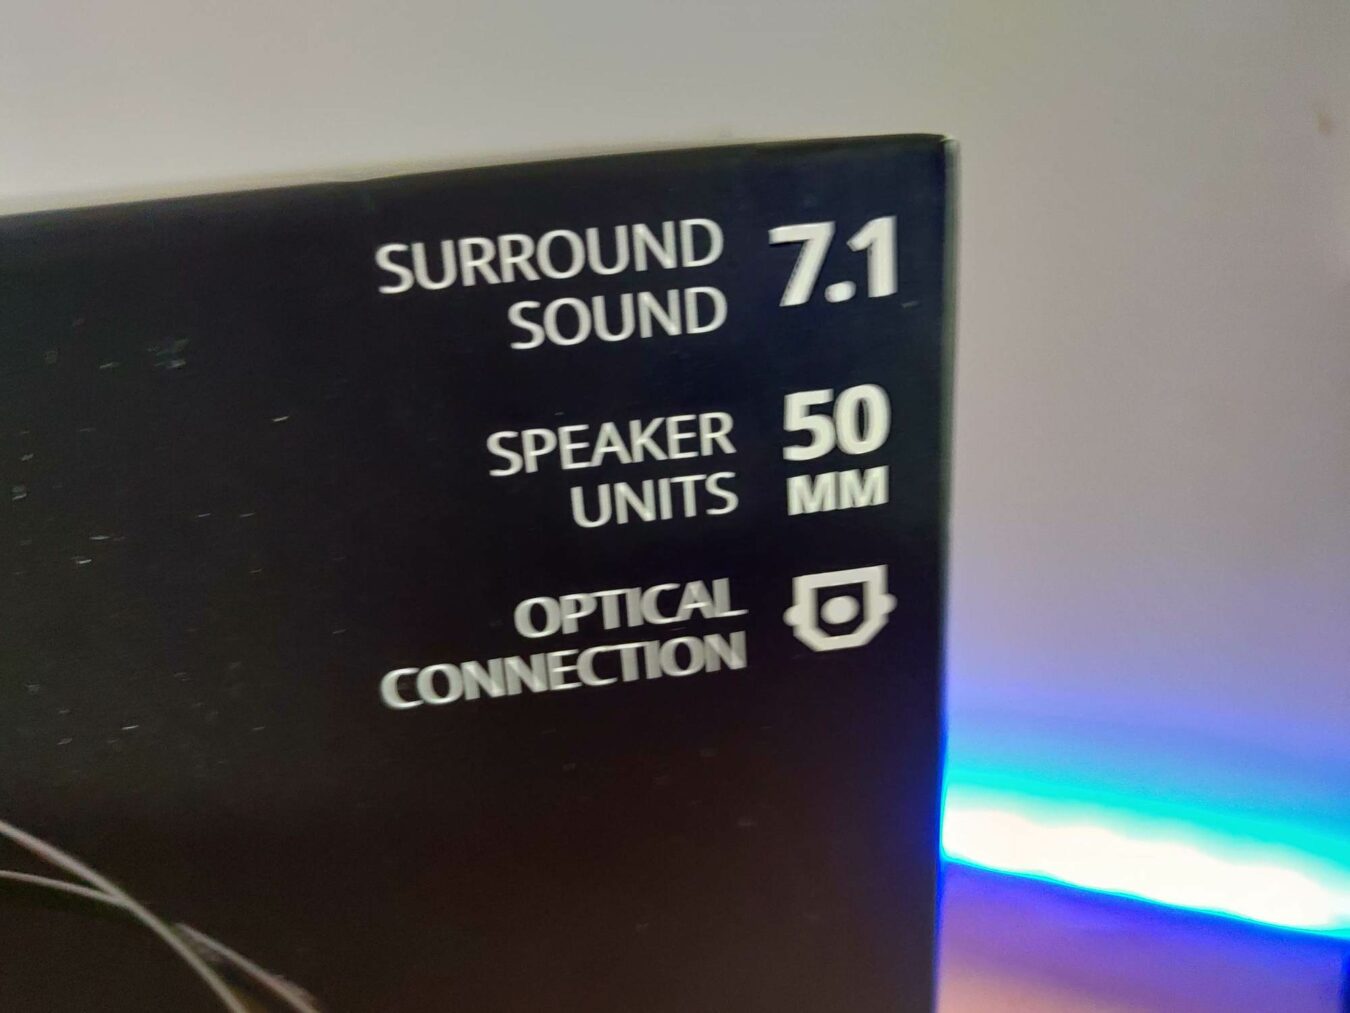 SURROUND
SOUND
7.1
SPEAKER
UNITS
50
MM
OPTICAL
CONNECTION